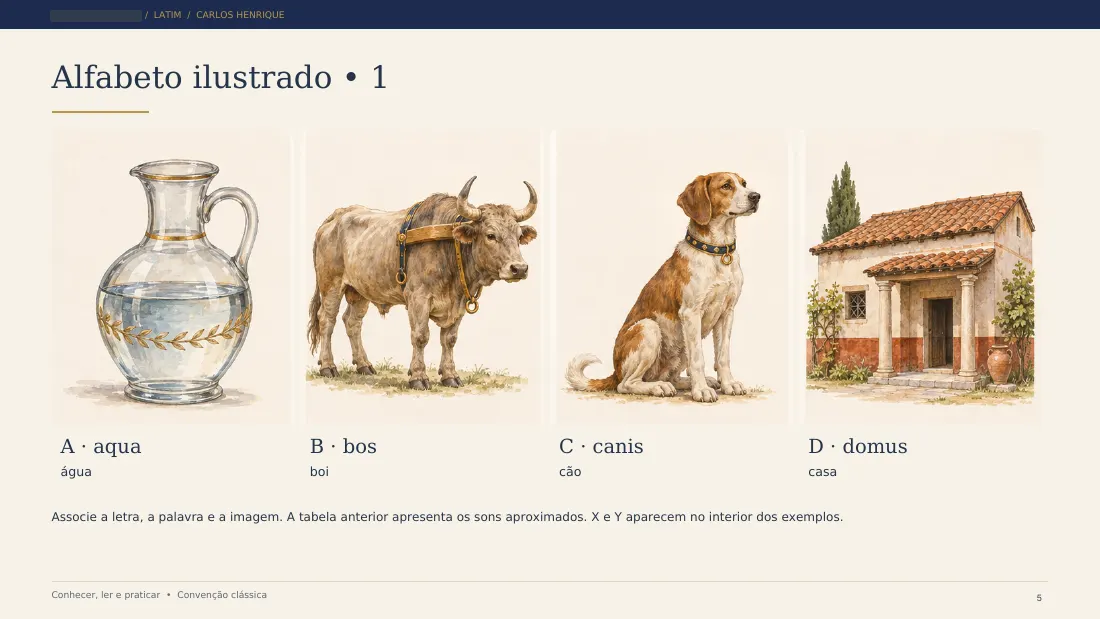 / LATIM / CARLOS HENRIQUE
Alfabeto ilustrado • 1
A · aqua
água
B · bos
boi
C · canis
cão
D · domus
casa
Associe a letra, a palavra e a imagem. A tabela anterior apresenta os sons aproximados. X e Y aparecem no interior dos exemplos.
Conhecer, ler e praticar • Convenção clássica
5